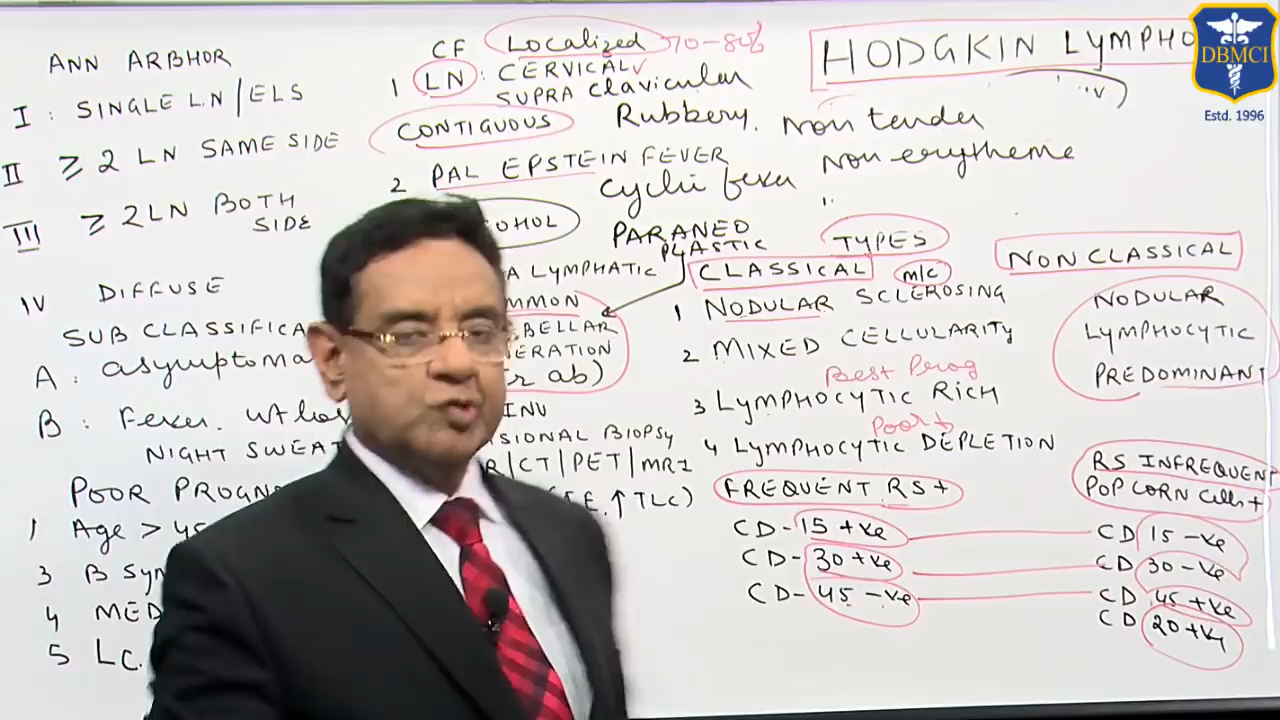 HODGKIN LYMPHO
DBMCI
Estd. 1996
ANN ARBHOR
I : SINGLE LN/ELS
II ≥ 2 LN SAME SIDE
III ≥ 2LN BOTH
SIDE
IV DIFFUSE
SUB CLASSIFICA
A : asymptoma
B : Fever. wt los
NIGHT SWEAT
POOR PROGN
1 Age > 45
3 B Sym
4 MED
5 LC.
CF Localized 70-80%
1 LN : CERVICAL
SUPRA Clavicular
CONTIGUOUS Rubbery. Non tender
Non erytheme
2 PAL EPSTEIN FEVER
Cyclic fever
OHOL
PARANEO
PLASTIC
A LYMPHATIC
MMON
BELLAR
ERATION
r ab)
INV
SIONAL BIOPSY
R/CT/PET/MRI
↑ TLC)
TYPES
CLASSICAL m/c
1 NODULAR SCLEROSING
2 MIXED CELLULARITY
Best Prog
3 LYMPHOCYTIC RICH
Poor
4 LYMPHOCYTIC DEPLETION
FREQUENT RS+
CD-15 +ve
CD-30 +ve
CD-45 -ve
NON CLASSICAL
NODULAR
LYMPHOCYTIC
PREDOMINANT
RS INFREQUENT
POP CORN Cells +
CD 15 -ve
CD 30 -ve
CD 45 +ve
CD 20 +ve